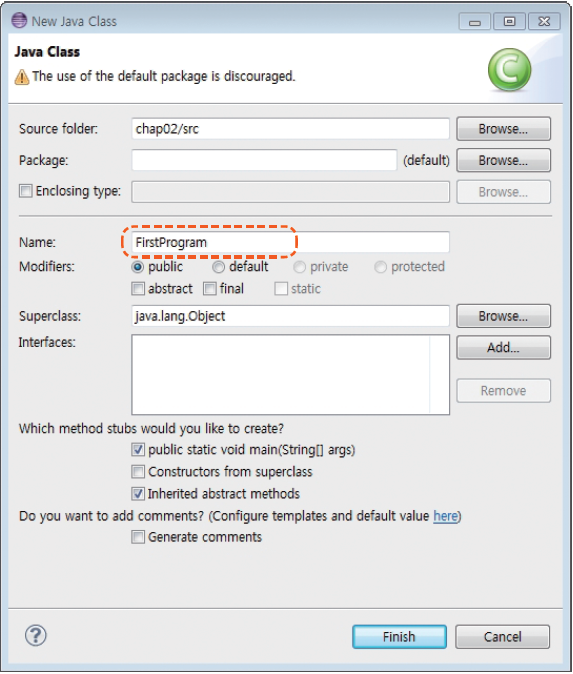 New Java Class
Java Class
The use of the default package is discouraged.
Source folder: chap02/src Browse...
Package: (default) Browse...
Enclosing type: Browse...
Name: FirstProgram
Modifiers: public default private protected
abstract final static
Superclass: java.lang.Object Browse...
Interfaces: Add...
Remove
Which method stubs would you like to create?
public static void main(String[] args)
Constructors from superclass
Inherited abstract methods
Do you want to add comments? (Configure templates and default value here)
Generate comments
? Finish Cancel